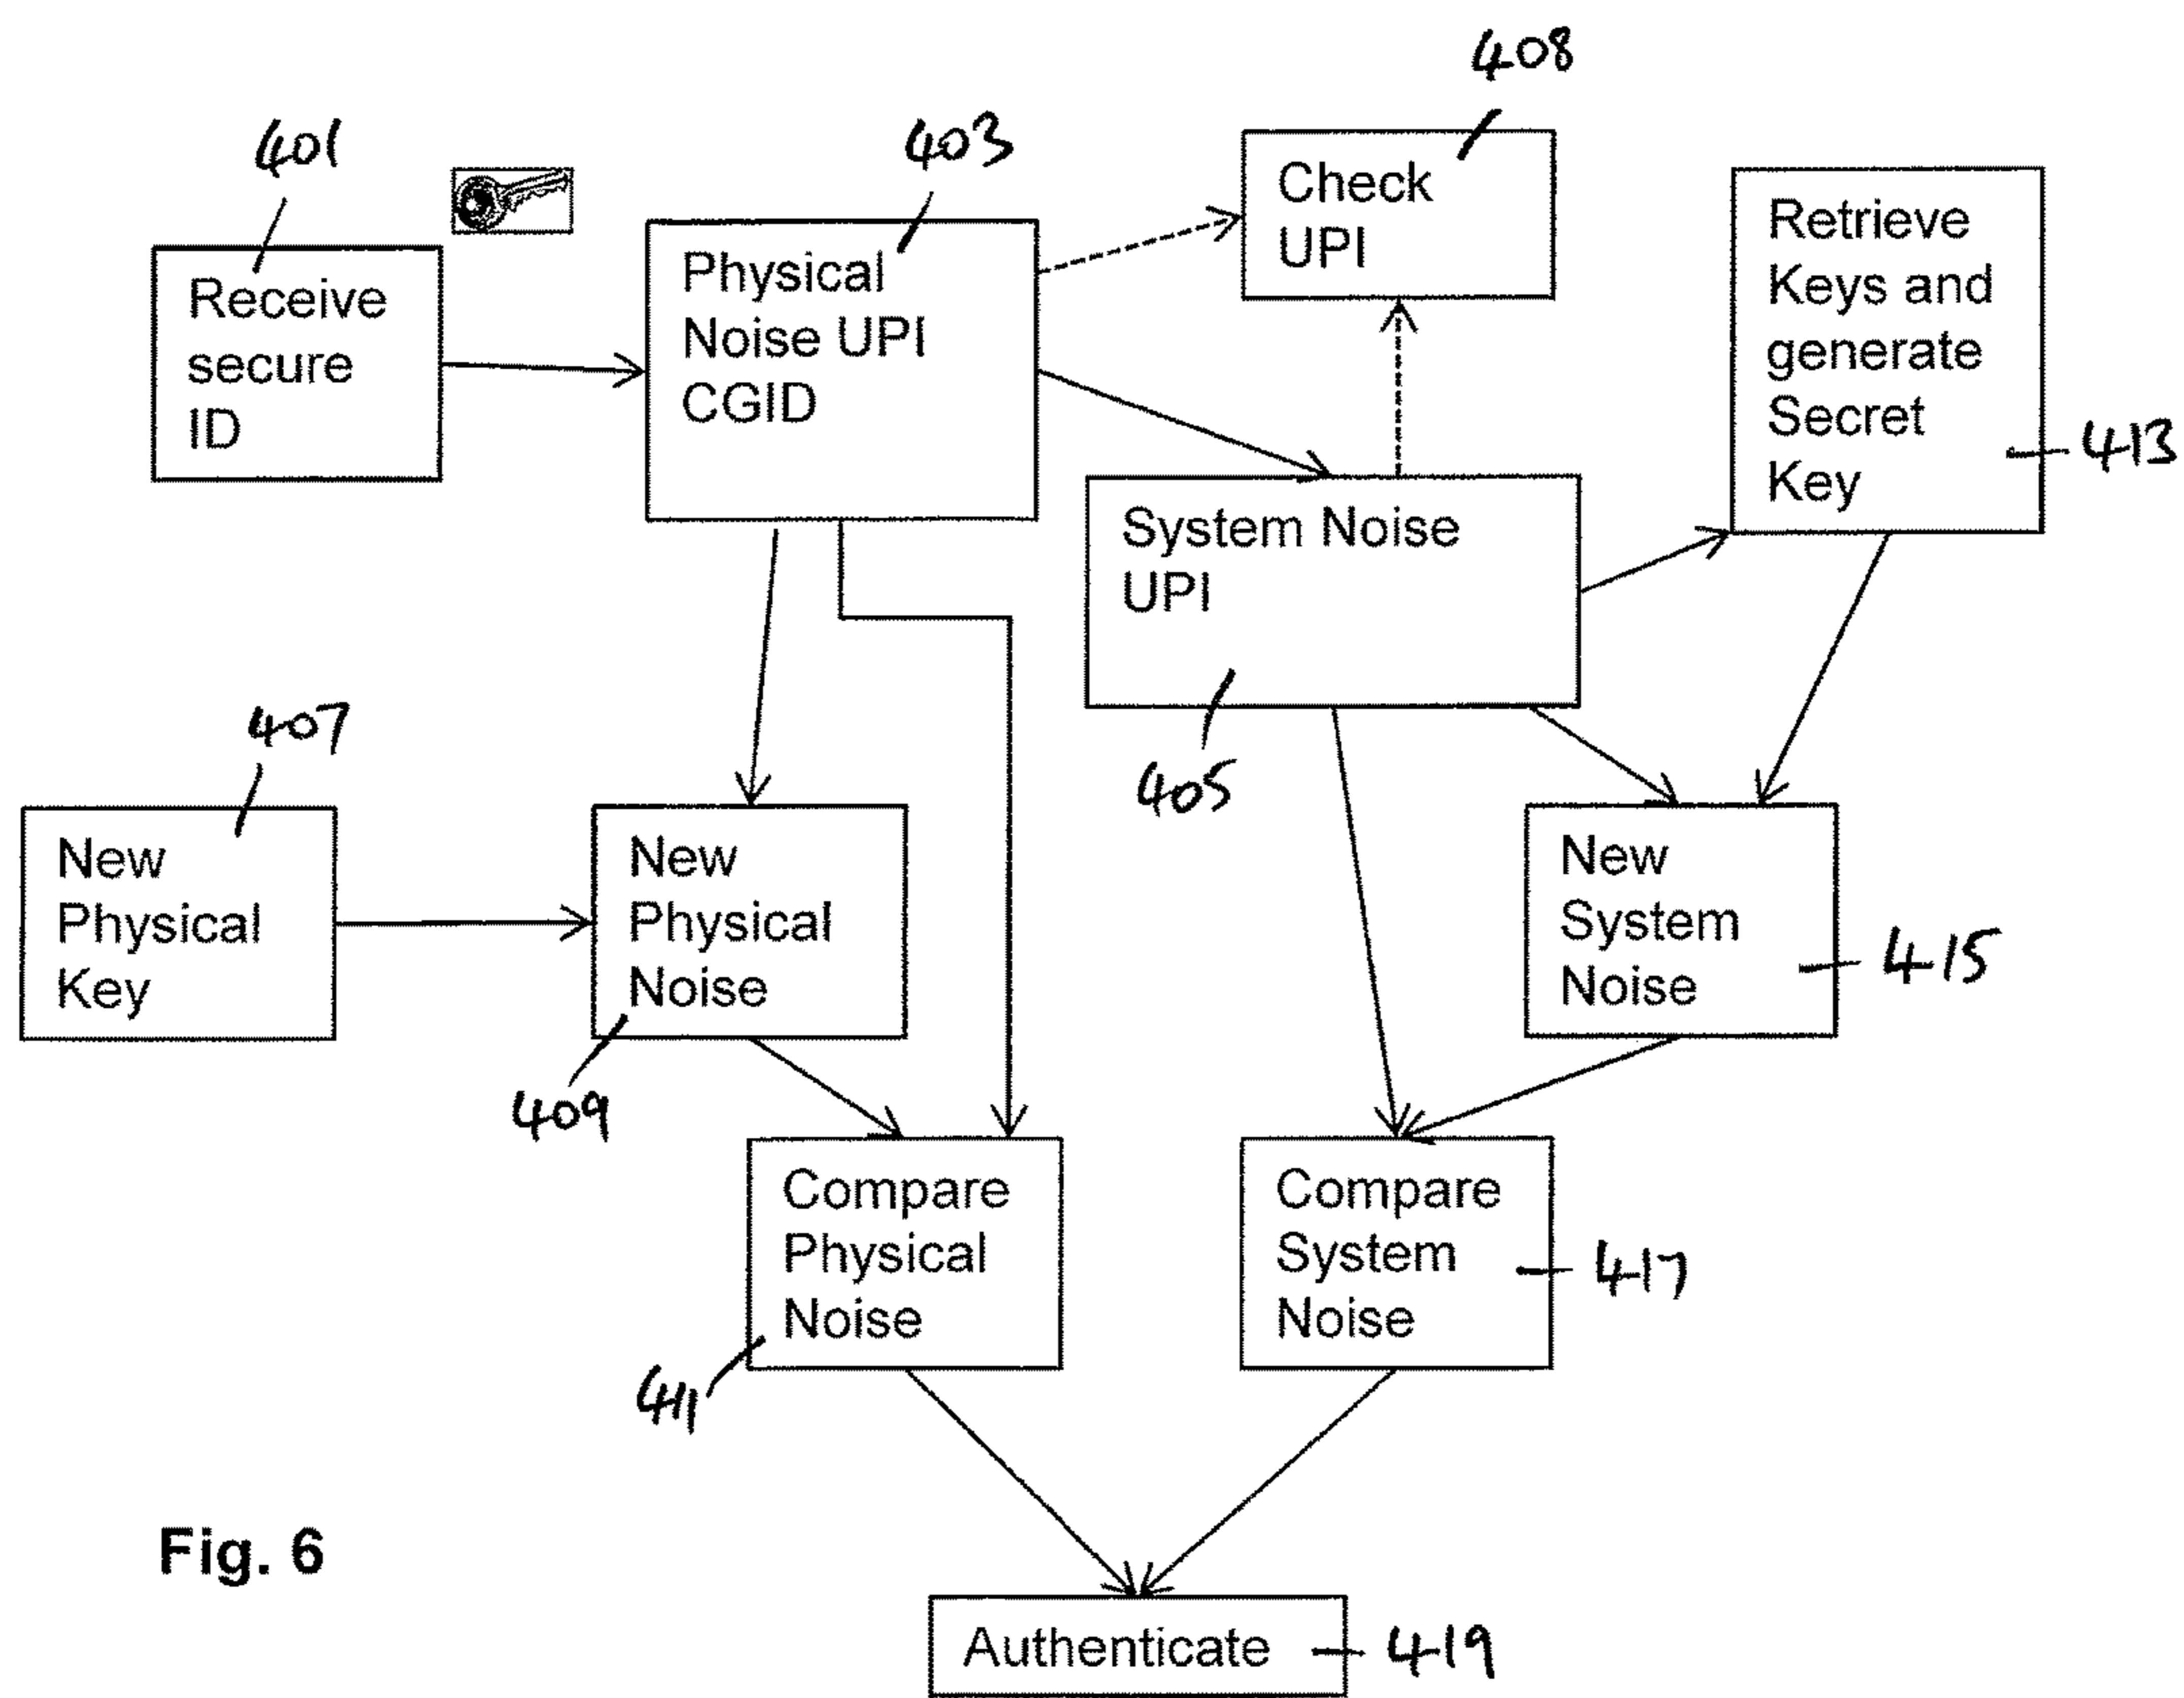 408
401
403
Check
UPI
Receive
secure
ID
Physical
Noise UPI
CGID
Retrieve
Keys and
generate
Secret
Key
413
System Noise
UPI
405
407
New
Physical
Key
New
Physical
Noise
409
New
System
Noise
415
Compare
Physical
Noise
411
Compare
System
Noise
417
Fig. 6
Authenticate
419